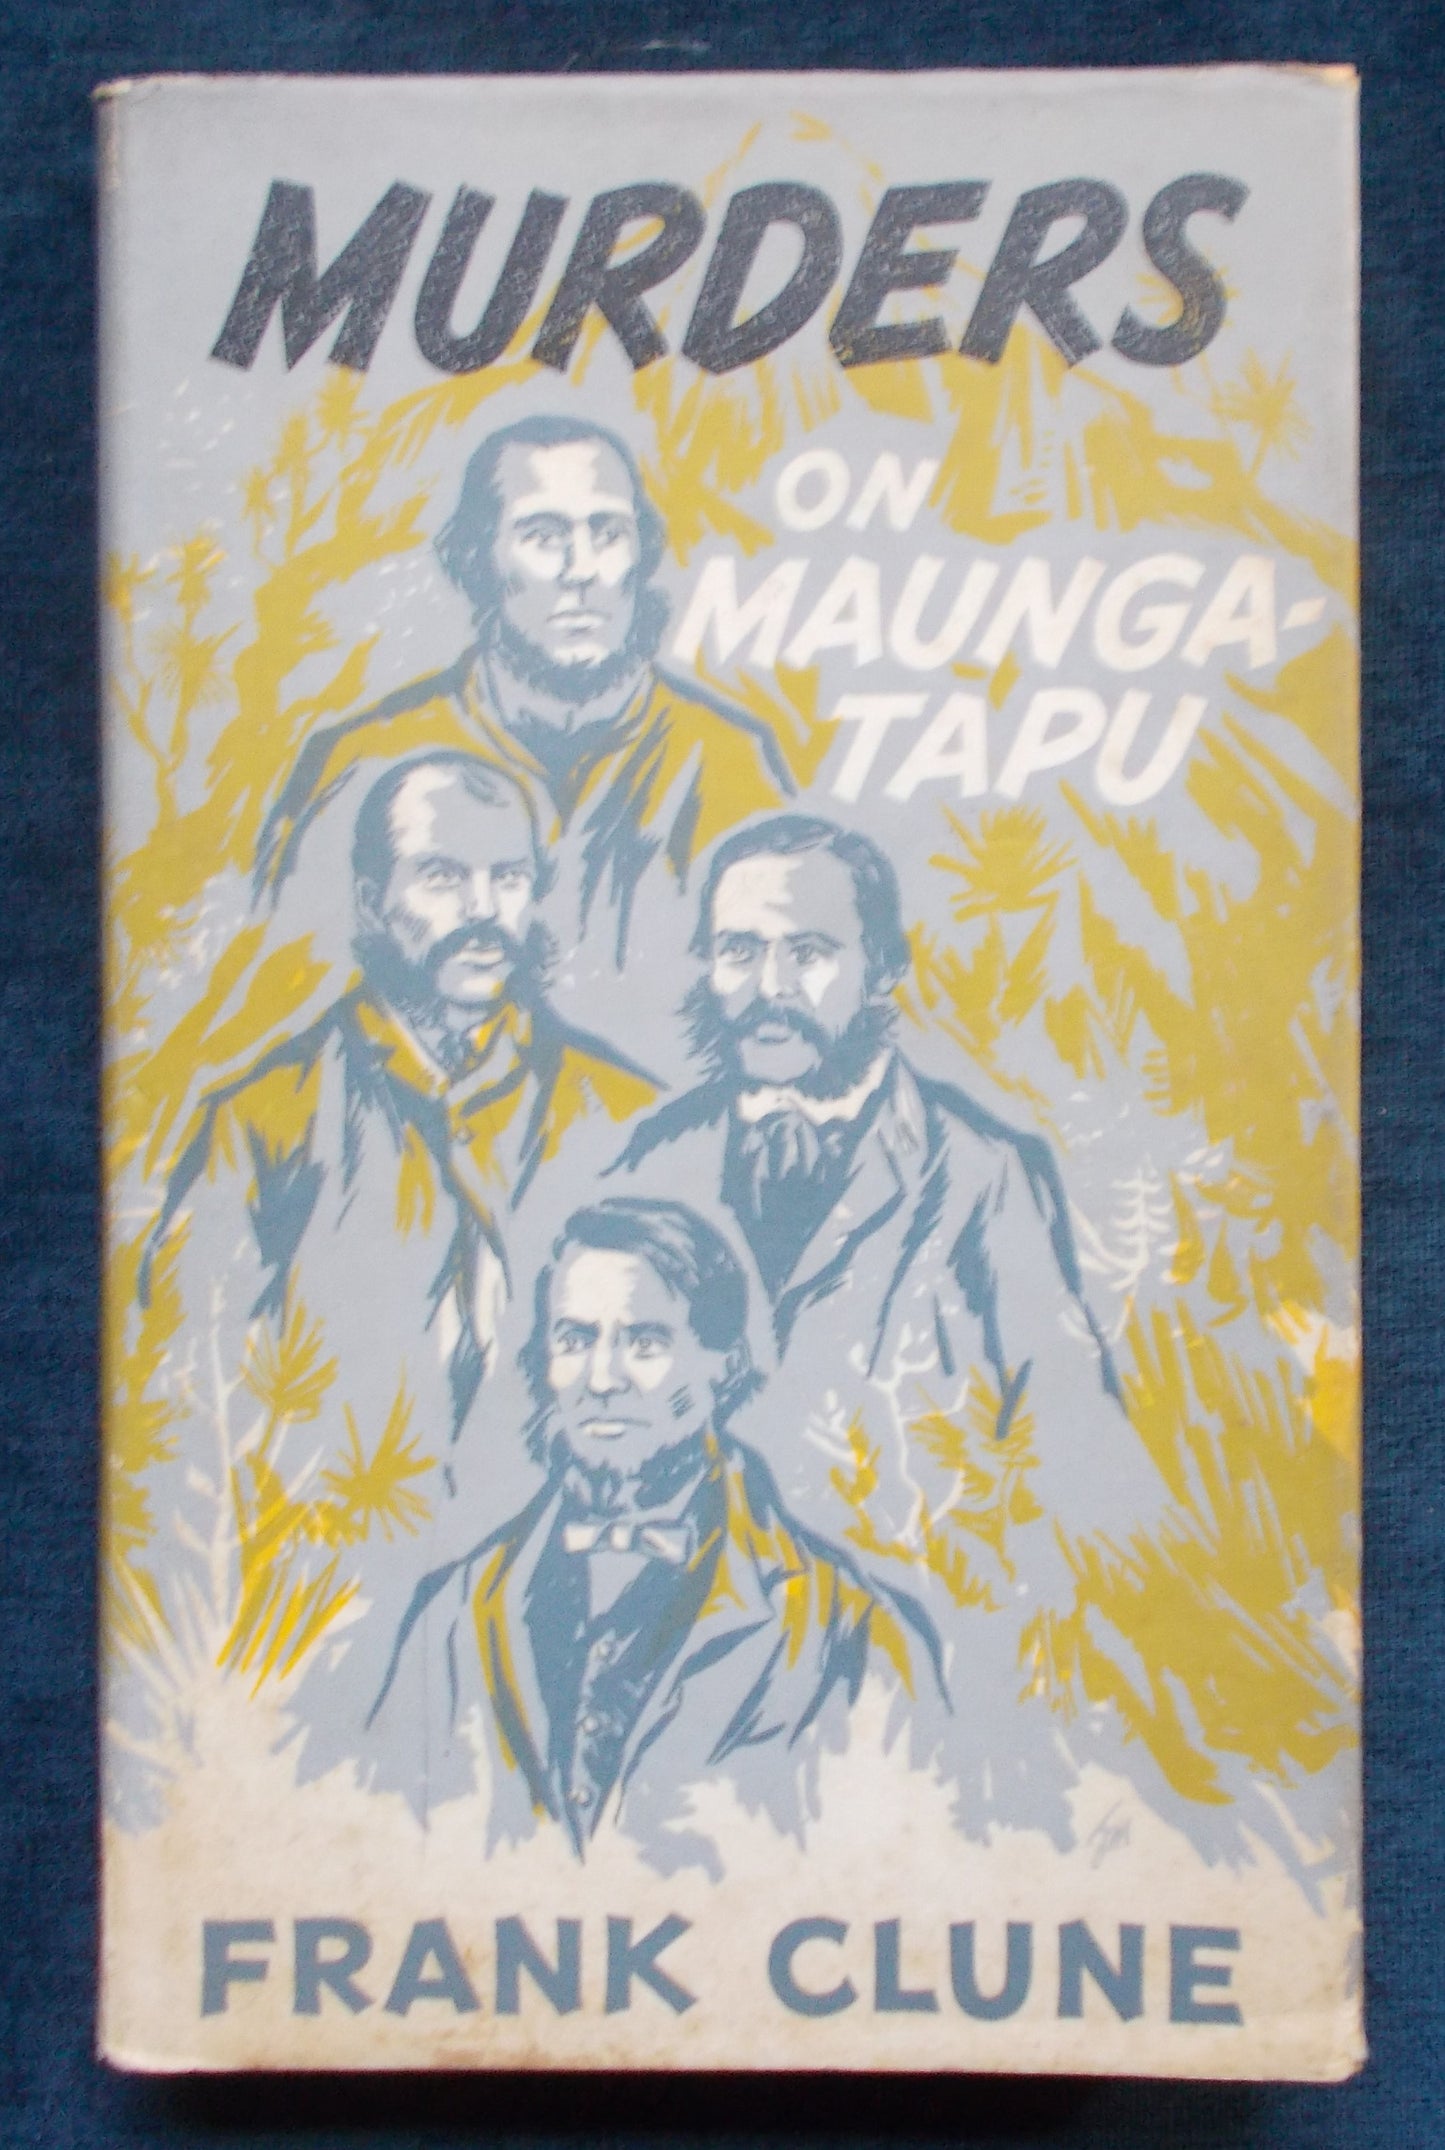 MURDERS
ON
MAUNGA-
TAPU
FRANK CLUNE